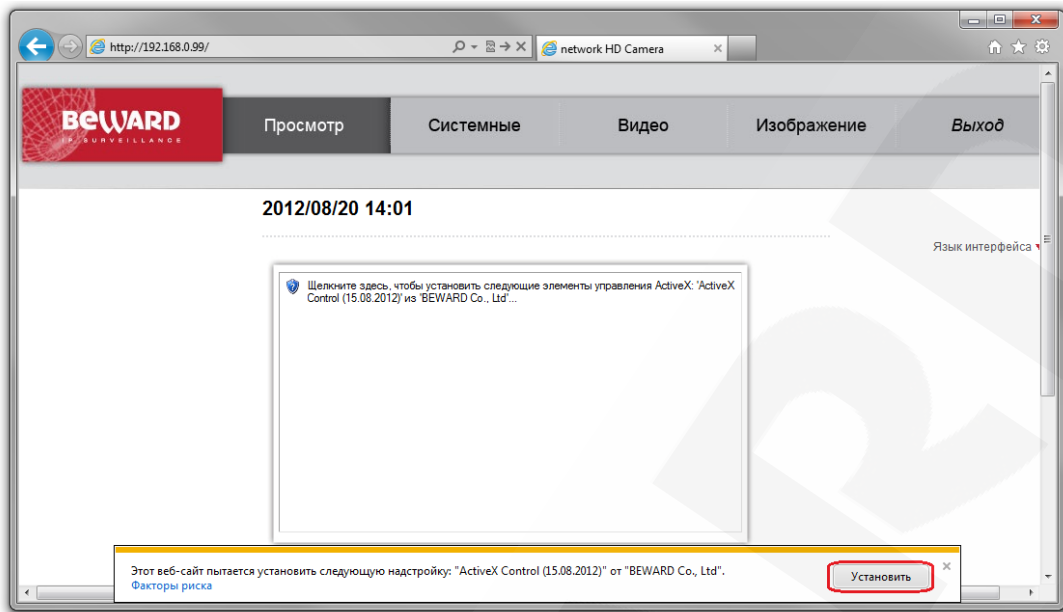 http://192.168.0.99/
network HD Camera
BEWARD
IP SURVEILLANCE
Просмотр
Системные
Видео
Изображение
Выход
2012/08/20 14:01
Язык интерфейса
Щелкните здесь, чтобы установить следующие элементы управления ActiveX: 'ActiveX
Control (15.08.2012)' из 'BEWARD Co., Ltd'...
Этот веб-сайт пытается установить следующую надстройку: "ActiveX Control (15.08.2012)" от "BEWARD Co., Ltd".
Факторы риска
Установить